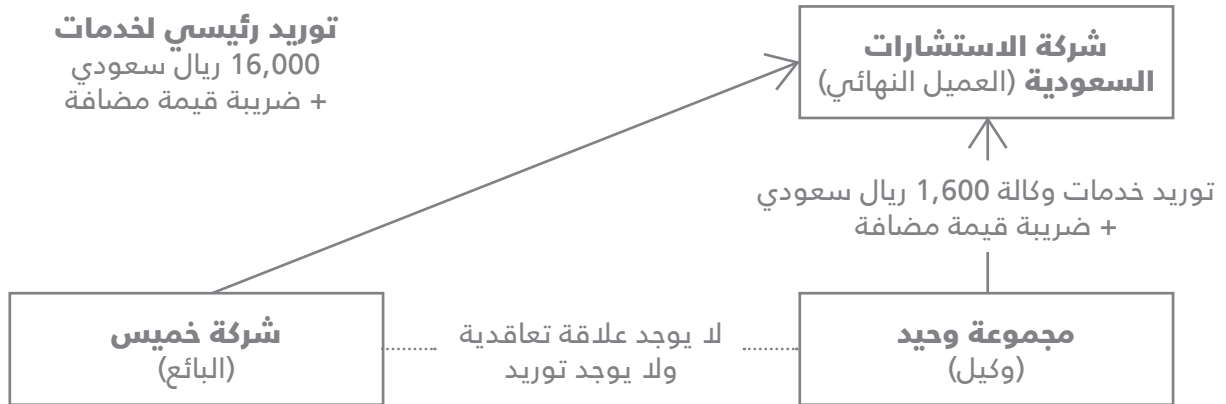 توريد رئيسي لخدمات
16,000 ريال سعودي
+ ضريبة قيمة مضافة
شركة الاستشارات
السعودية (العميل النهائي)
توريد خدمات وكالة 1,600 ريال سعودي
+ ضريبة قيمة مضافة
شركة خميس
(البائع)
لا يوجد علاقة تعاقدية
ولا يوجد توريد
مجموعة وحيد
(وكيل)